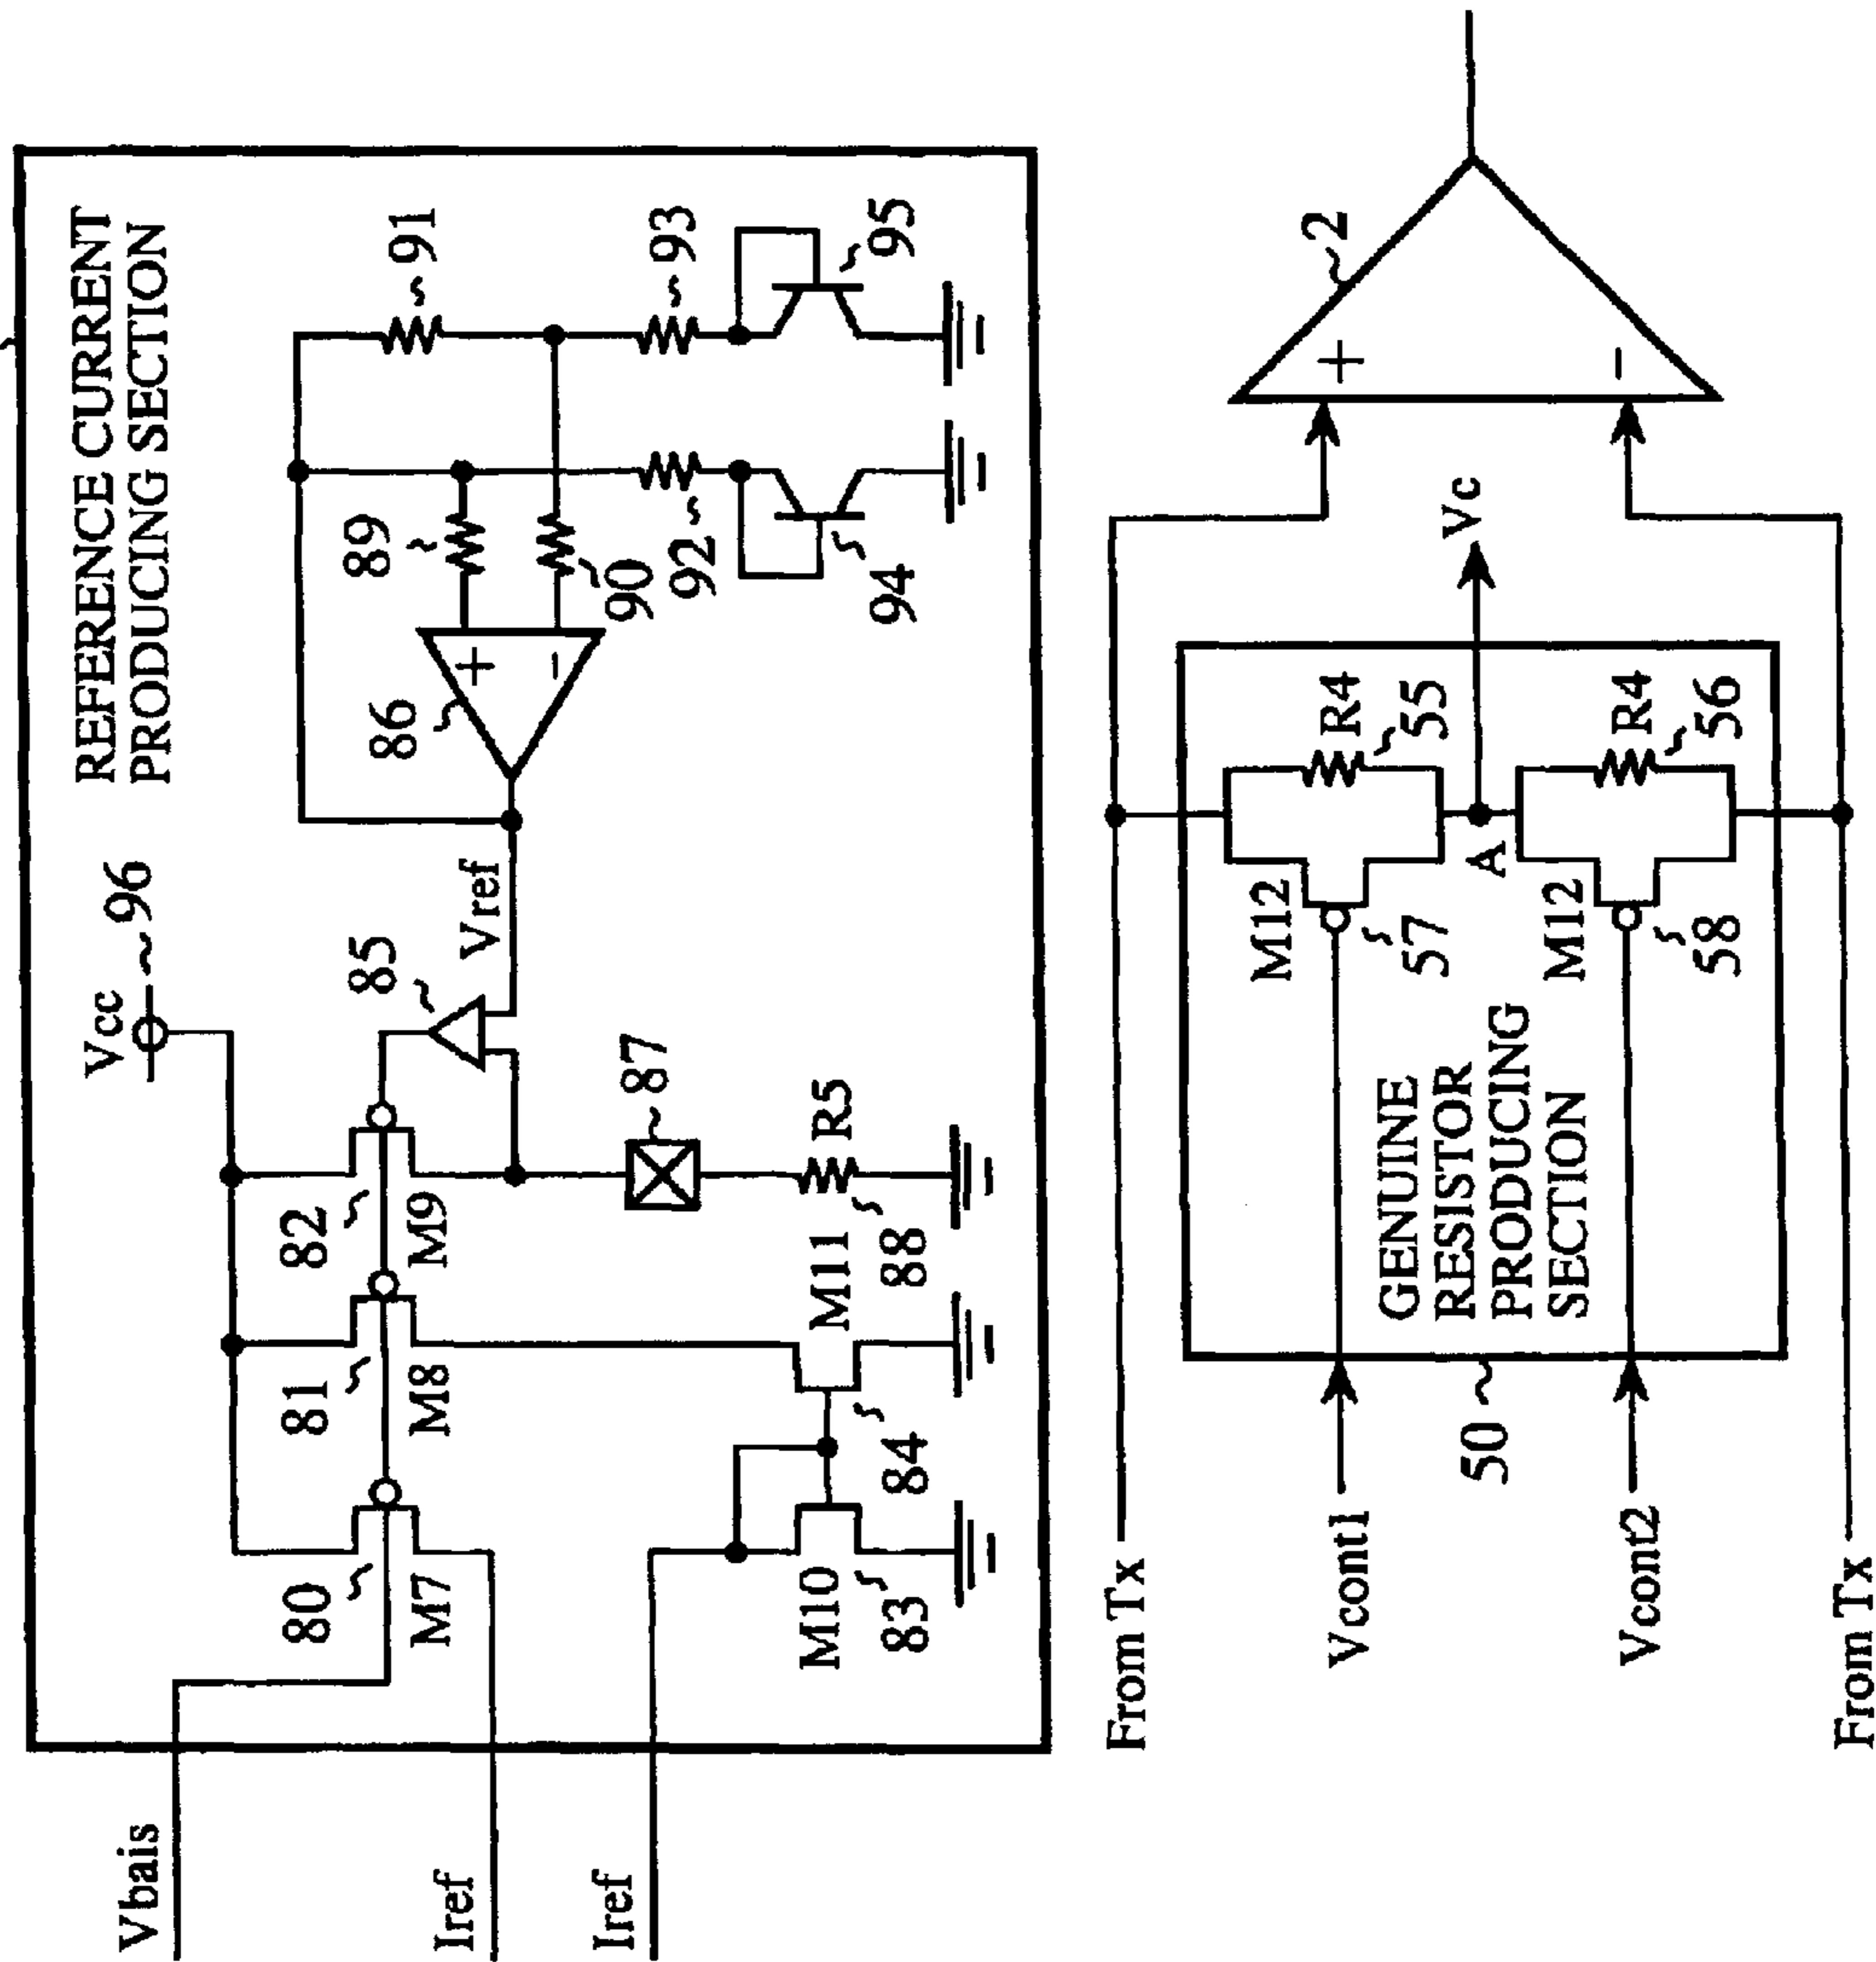 REFERENCE CURRENT
PRODUCING SECTION
Vcc
96
91
93
95
89
90
92
94
86
85
Vref
87
82
M9
R5
88
81
M8
M11
84
80
M7
M10
83
Vbais
Iref
Iref
+
-
2
+
-
Vc
From Tx
R4
55
M12
57
A
R4
56
M12
58
GENUINE
RESISTOR
PRODUCING
SECTION
50
Vcont1
Vcont2
From Tx